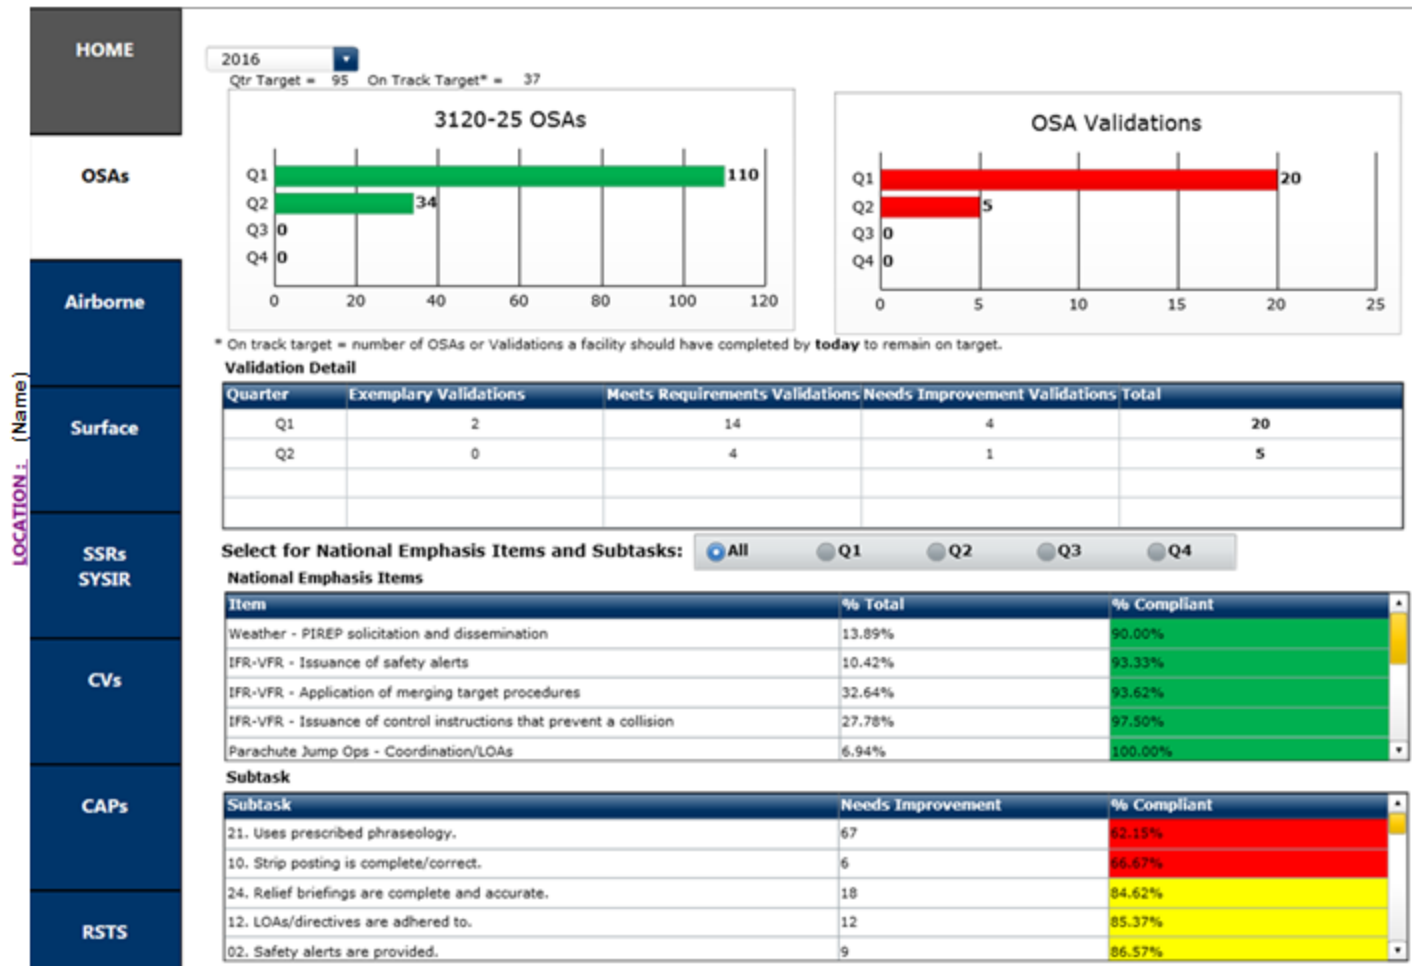 HOME
OSAs
Airborne
Surface
SSRs
SYSIR
CVs
CAPs
RSTS
LOCATION: (Name)
2016
Qtr Target = 95 On Track Target* = 37
3120-25 OSAs
Q1 110
Q2 34
Q3 0
Q4 0
0 20 40 60 80 100 120
OSA Validations
Q1 20
Q2 5
Q3 0
Q4 0
0 5 10 15 20 25
* On track target = number of OSAs or Validations a facility should have completed by today to remain on target.
Validation Detail
Quarter Exemplary Validations Meets Requirements Validations Needs Improvement Validations Total
Q1 2 14 4 20
Q2 0 4 1 5
Select for National Emphasis Items and Subtasks: All Q1 Q2 Q3 Q4
National Emphasis Items
Item % Total % Compliant
Weather - PIREP solicitation and dissemination 13.89% 90.00%
IFR-VFR - Issuance of safety alerts 10.42% 93.33%
IFR-VFR - Application of merging target procedures 32.64% 93.62%
IFR-VFR - Issuance of control instructions that prevent a collision 27.78% 97.50%
Parachute Jump Ops - Coordination/LOAs 6.94% 100.00%
Subtask
Subtask Needs Improvement % Compliant
21. Uses prescribed phraseology. 67 62.15%
10. Strip posting is complete/correct. 6 66.67%
24. Relief briefings are complete and accurate. 18 84.62%
12. LOAs/directives are adhered to. 12 85.37%
02. Safety alerts are provided. 9 86.57%